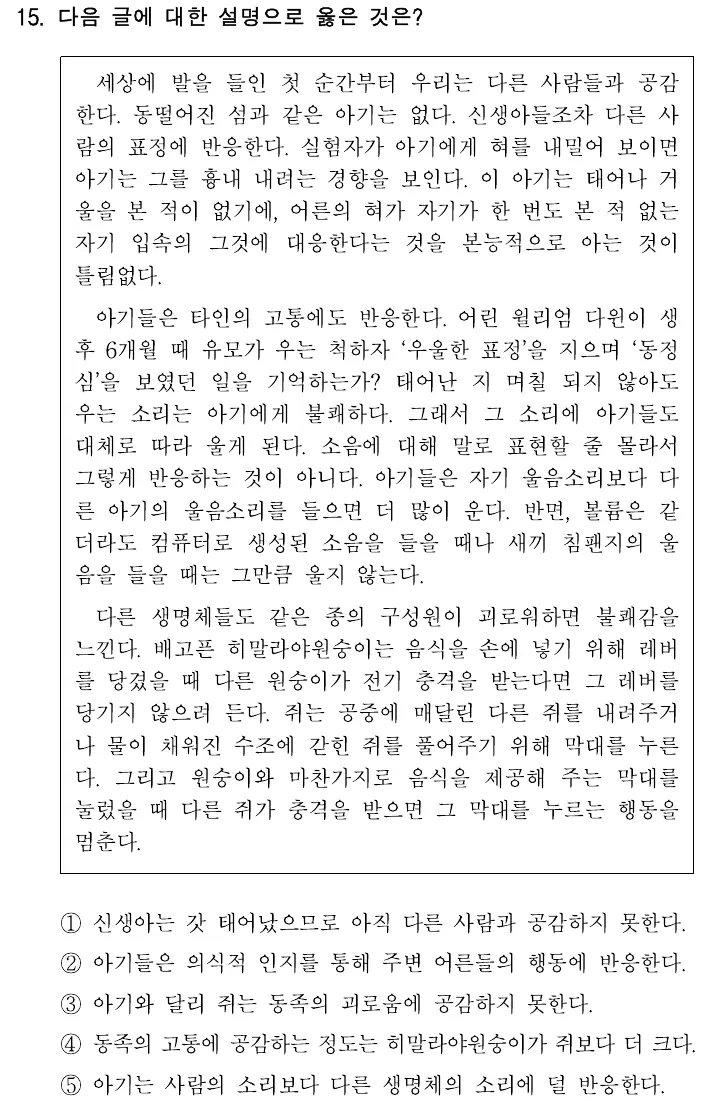 15. 다음 글에 대한 설명으로 옳은 것은?
세상에 발을 들인 첫 순간부터 우리는 다른 사람들과 공감
한다. 동떨어진 섬과 같은 아기는 없다. 신생아들조차 다른 사
람의 표정에 반응한다. 실험자가 아기에게 혀를 내밀어 보이면
아기는 그를 흉내 내려는 경향을 보인다. 이 아기는 태어나 거
울을 본 적이 없기에, 어른의 혀가 자기가 한 번도 본 적 없는
자기 입속의 그것에 대응한다는 것을 본능적으로 아는 것이
틀림없다.
아기들은 타인의 고통에도 반응한다. 어린 윌리엄 다윈이 생
후 6개월 때 유모가 우는 척하자 ‘우울한 표정’을 지으며 ‘동정
심’을 보였던 일을 기억하는가? 태어난 지 며칠 되지 않아도
우는 소리는 아기에게 불쾌하다. 그래서 그 소리에 아기들도
대체로 따라 울게 된다. 소음에 대해 말로 표현할 줄 몰라서
그렇게 반응하는 것이 아니다. 아기들은 자기 울음소리보다 다
른 아기의 울음소리를 들으면 더 많이 운다. 반면, 볼륨은 같
더라도 컴퓨터로 생성된 소음을 들을 때나 새끼 침팬지의 울
음을 들을 때는 그만큼 울지 않는다.
다른 생명체들도 같은 종의 구성원이 괴로워하면 불쾌감을
느낀다. 배고픈 히말라야원숭이는 음식을 손에 넣기 위해 레버
를 당겼을 때 다른 원숭이가 전기 충격을 받는다면 그 레버를
당기지 않으려 든다. 쥐는 공중에 매달린 다른 쥐를 내려주거
나 물이 채워진 수조에 갇힌 쥐를 풀어주기 위해 막대를 누른
다. 그리고 원숭이와 마찬가지로 음식을 제공해 주는 막대를
눌렀을 때 다른 쥐가 충격을 받으면 그 막대를 누르는 행동을
멈춘다.
① 신생아는 갓 태어났으므로 아직 다른 사람과 공감하지 못한다.
② 아기들은 의식적 인지를 통해 주변 어른들의 행동에 반응한다.
③ 아기와 달리 쥐는 동족의 괴로움에 공감하지 못한다.
④ 동족의 고통에 공감하는 정도는 히말라야원숭이가 쥐보다 더 크다.
⑤ 아기는 사람의 소리보다 다른 생명체의 소리에 덜 반응한다.